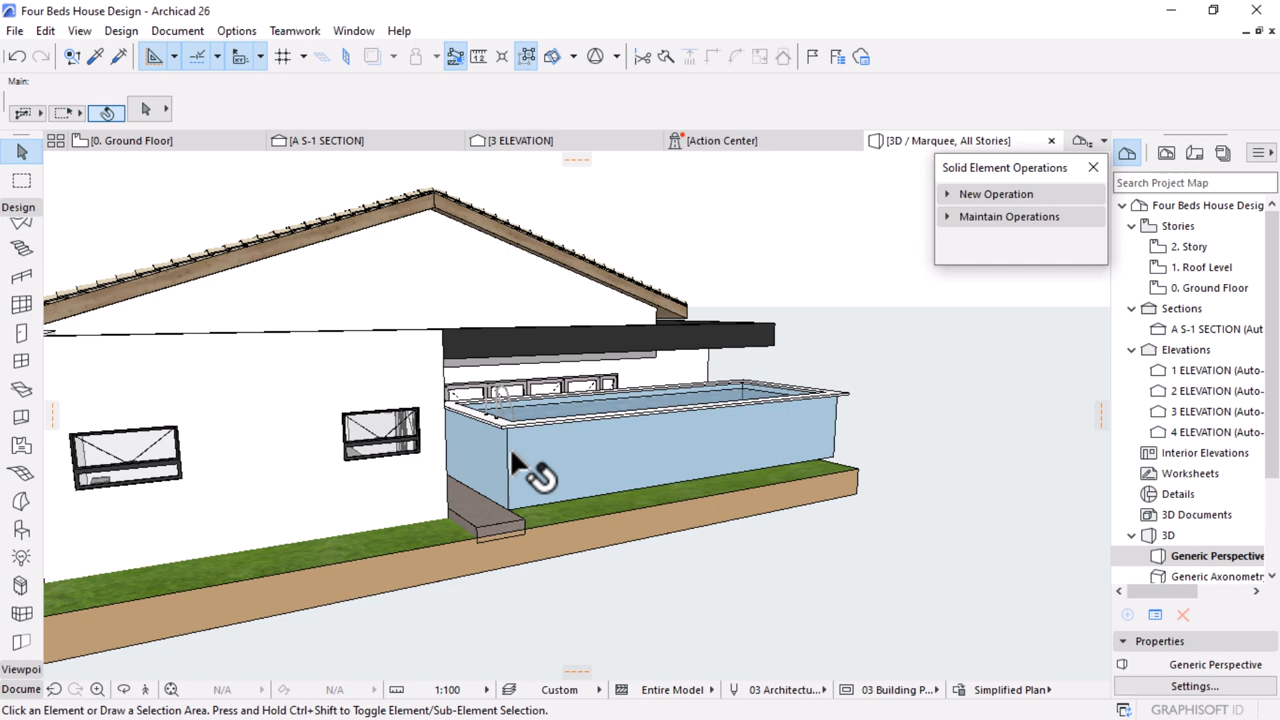 Four Beds House Design - Archicad 26
File Edit View Design Document Options Teamwork Window Help
Main:
[0. Ground Floor] [A S-1 SECTION] [3 ELEVATION] [Action Center] [3D / Marquee, All Stories]
Solid Element Operations
New Operation
Maintain Operations
Search Project Map
Design
Four Beds House Desig
Stories
2. Story
1. Roof Level
0. Ground Floor
Sections
A S-1 SECTION (Aut
Elevations
1 ELEVATION (Auto-
2 ELEVATION (Auto-
3 ELEVATION (Auto-
4 ELEVATION (Auto-
Interior Elevations
Worksheets
Details
3D Documents
3D
Generic Perspective
Generic Axonometr
Properties
Generic Perspective
Settings...
Viewpoi
Docume
N/A N/A 1:100 Custom Entire Model 03 Architectu... 03 Building P... Simplified Plan
Click an Element or Draw a Selection Area. Press and Hold Ctrl+Shift to Toggle Element/Sub-Element Selection.
GRAPHISOFT ID